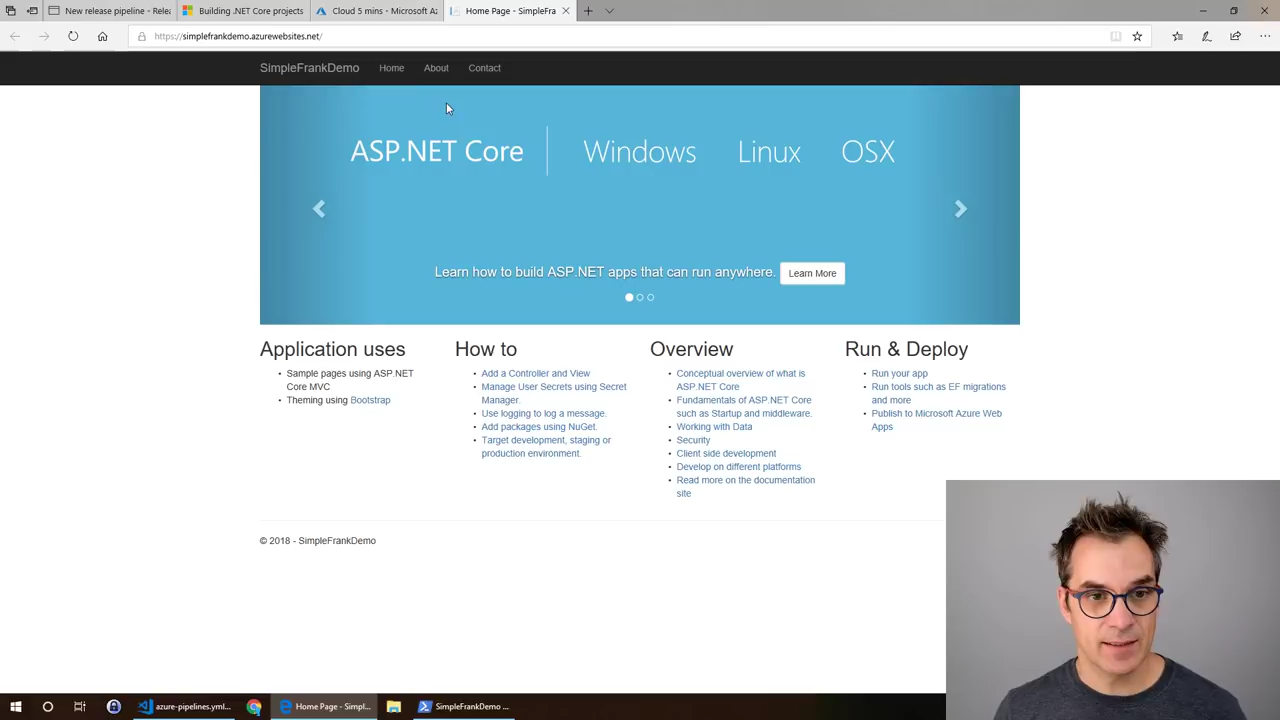 New release pipeline - Relea
Building .NET Core projects
Cloud 5 mins - Microsoft Az
Home Page - SimpleFra
https://simplefrankdemo.azurewebsites.net/
SimpleFrankDemo Home About Contact
ASP.NET Core Windows Linux OSX
Learn how to build ASP.NET apps that can run anywhere. Learn More
Application uses
Sample pages using ASP.NET
Core MVC
Theming using Bootstrap
How to
Add a Controller and View
Manage User Secrets using Secret
Manager.
Use logging to log a message.
Add packages using NuGet.
Target development, staging or
production environment.
Overview
Conceptual overview of what is
ASP.NET Core
Fundamentals of ASP.NET Core
such as Startup and middleware.
Working with Data
Security
Client side development
Develop on different platforms
Read more on the documentation
site
Run & Deploy
Run your app
Run tools such as EF migrations
and more
Publish to Microsoft Azure Web
Apps
© 2018 - SimpleFrankDemo
azure-pipelines.yml...
Home Page - Simpl...
SimpleFrankDemo ...